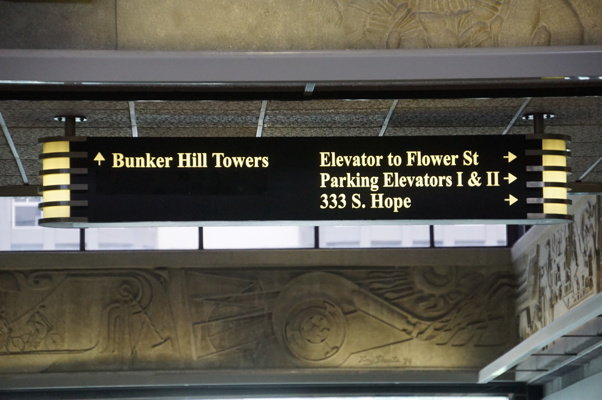 Bunker Hill Towers
Elevator to Flower St
Parking Elevators I & II
333 S. Hope